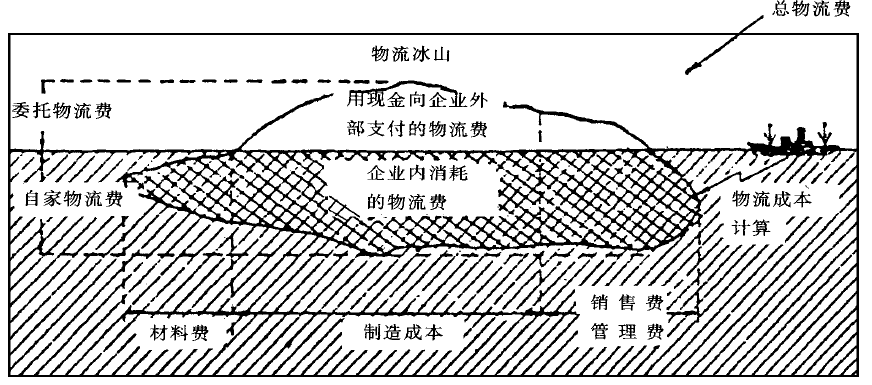 总物流费
物流冰山
委托物流费
用现金向企业外
部支付的物流费
自家物流费
企业内消耗
的物流费
物流成本
计算
材料费
制造成本
销售费
管理费